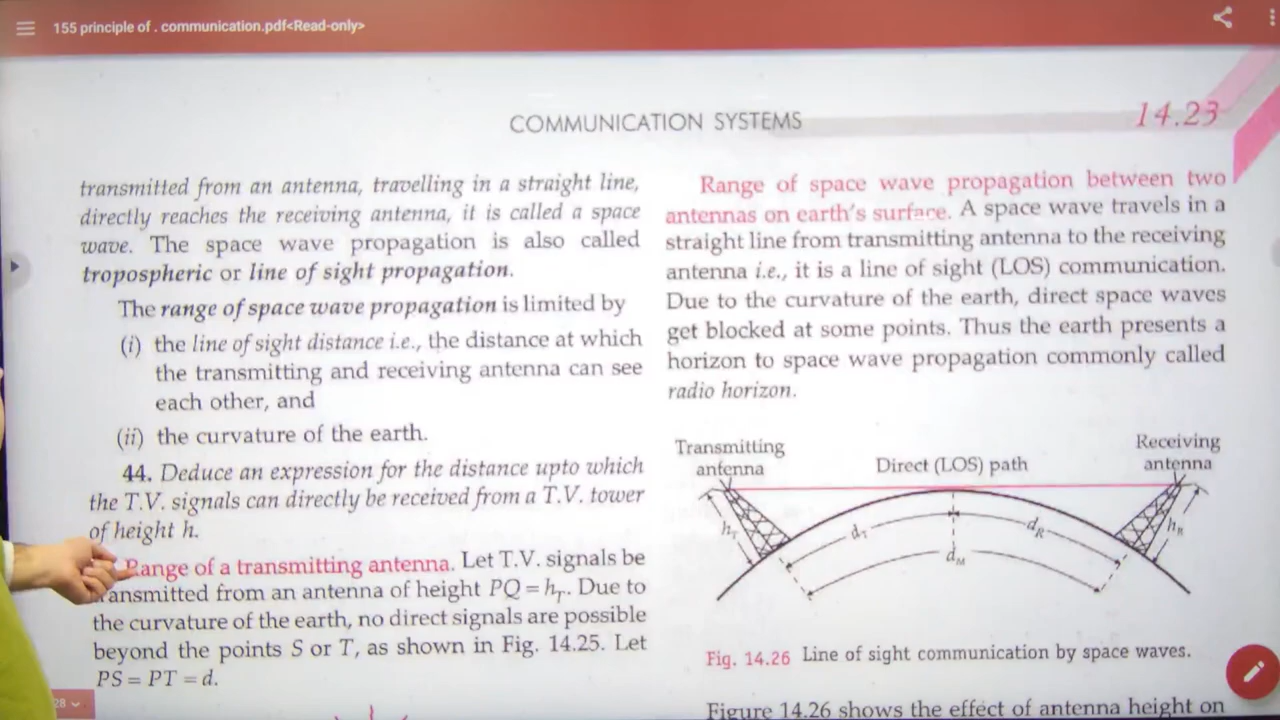 155 principle of . communication.pdf<Read-only>
COMMUNICATION SYSTEMS
14.23
transmitted from an antenna, travelling in a straight line,
directly reaches the receiving antenna, it is called a space
wave. The space wave propagation is also called
tropospheric or line of sight propagation.
The range of space wave propagation is limited by
(i) the line of sight distance i.e., the distance at which
the transmitting and receiving antenna can see
each other, and
(ii) the curvature of the earth.
44. Deduce an expression for the distance upto which
the T.V. signals can directly be received from a T.V. tower
of height h.
Range of a transmitting antenna. Let T.V. signals be
transmitted from an antenna of height PQ = h_T. Due to
the curvature of the earth, no direct signals are possible
beyond the points S or T, as shown in Fig. 14.25. Let
PS = PT = d.
28
Range of space wave propagation between two
antennas on earth's surface. A space wave travels in a
straight line from transmitting antenna to the receiving
antenna i.e., it is a line of sight (LOS) communication.
Due to the curvature of the earth, direct space waves
get blocked at some points. Thus the earth presents a
horizon to space wave propagation commonly called
radio horizon.
Transmitting
antenna
Direct (LOS) path
Receiving
antenna
h_T
d_T
d_R
h_R
d_M
Fig. 14.26 Line of sight communication by space waves.
Figure 14.26 shows the effect of antenna height on